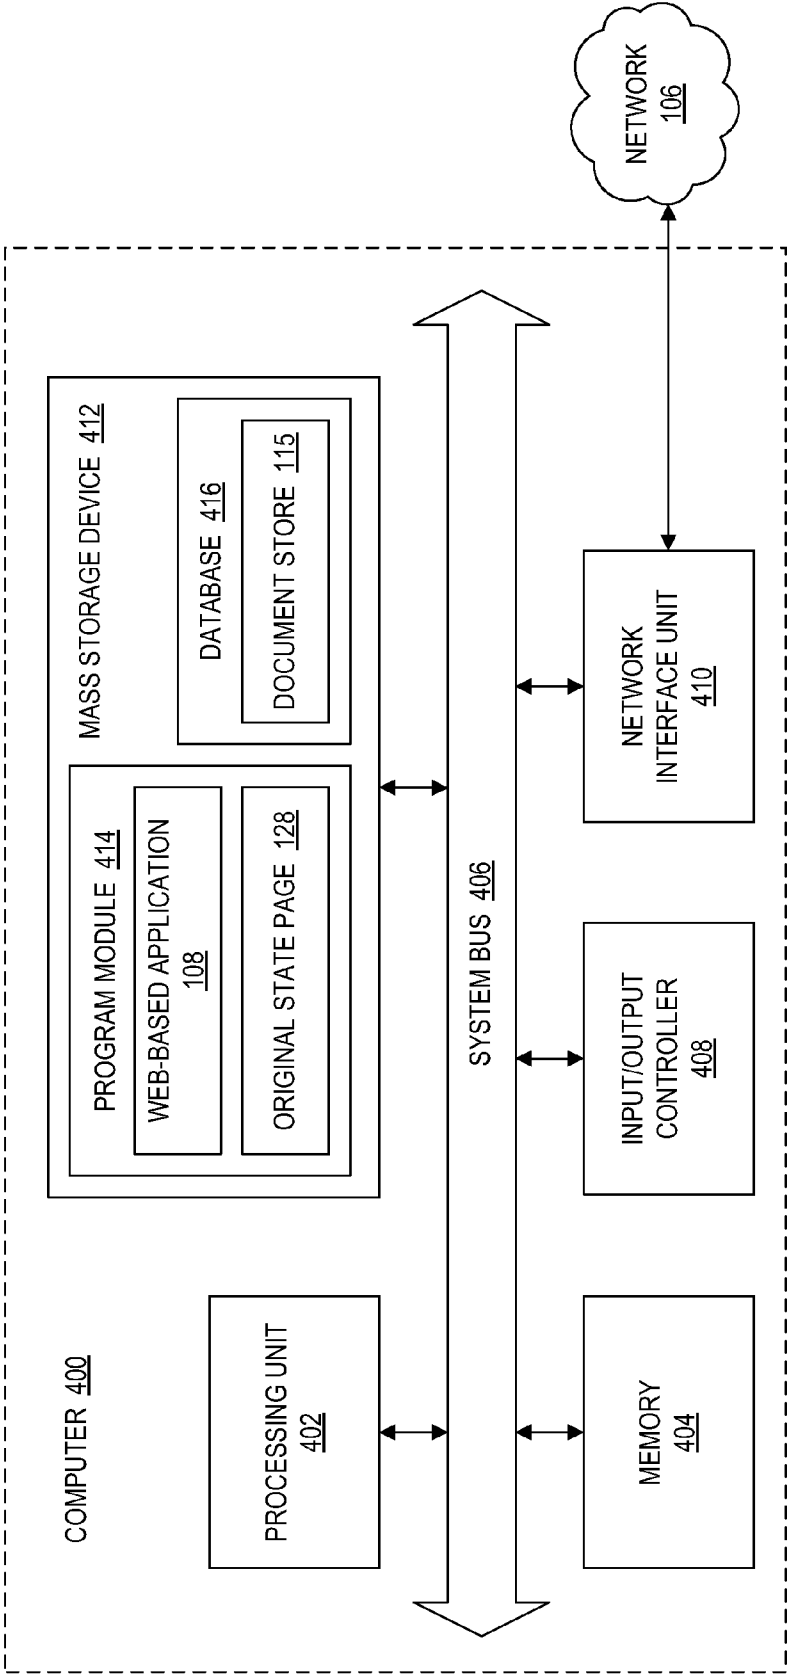 COMPUTER 400
MASS STORAGE DEVICE 412
PROGRAM MODULE 414
WEB-BASED APPLICATION
108
ORIGINAL STATE PAGE 128
DATABASE 416
DOCUMENT STORE 115
PROCESSING UNIT
402
SYSTEM BUS 406
MEMORY
404
INPUT/OUTPUT
CONTROLLER
408
NETWORK
INTERFACE UNIT
410
NETWORK
106